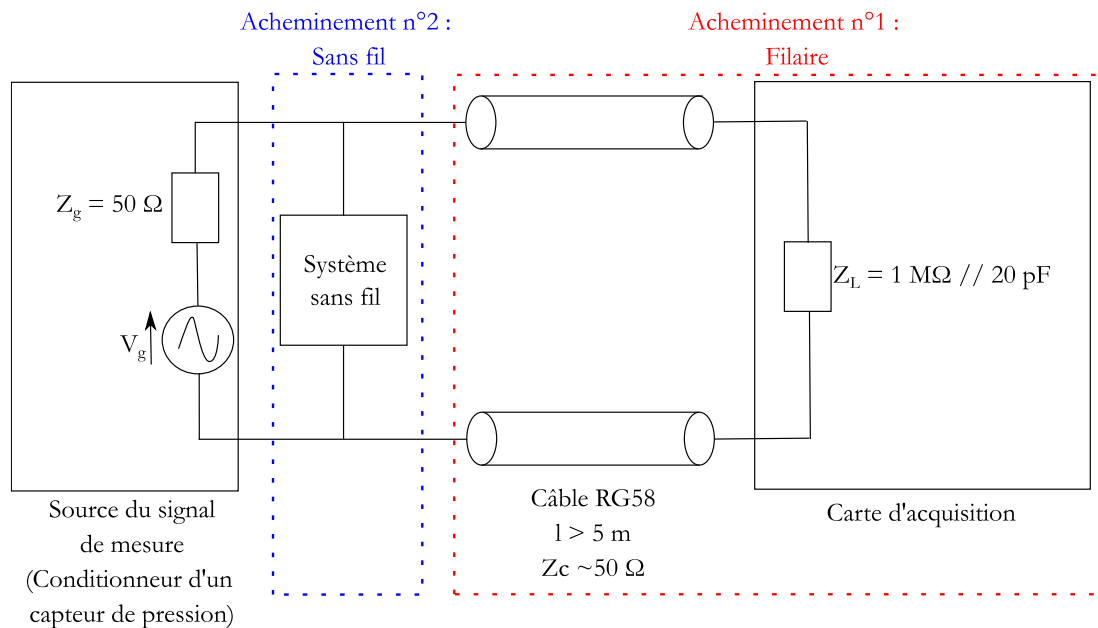 Acheminement n°2 :
Sans fil
Acheminement n°1 :
Filaire
Zg = 50 Ω
Vg
Système
sans fil
ZL = 1 MΩ // 20 pF
Source du signal
de mesure
(Conditionneur d'un
capteur de pression)
Câble RG58
l > 5 m
Zc ~50 Ω
Carte d'acquisition